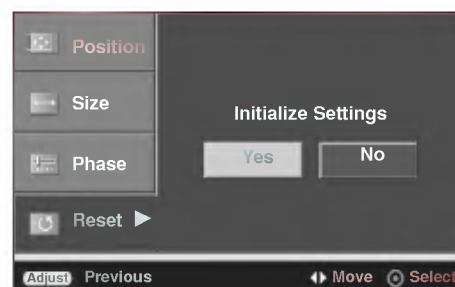 Position
Size
Phase
Reset
Initialize Settings
Yes No
Adjust Previous Move Select